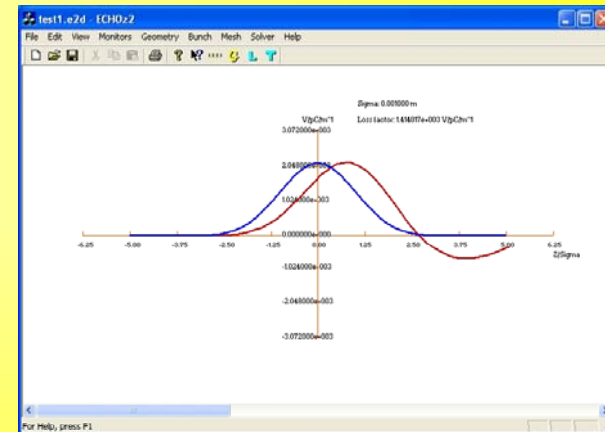 test1.e2d - ECHOz2
File Edit View Monitors Geometry Bunch Mesh Solver Help
Sigma: 0.001000 m
V/pC/m^1 Loss factor: 1.414817e+003 V/pC/m^1
3.072000e+003
2.048000e+003
1.024000e+003
0.000000e+000
-6.25 -5.00 -3.75 -2.50 -1.25 0.00 1.25 2.50 3.75 5.00 6.25
Z/Sigma
-1.024000e+003
-2.048000e+003
-3.072000e+003
For Help, press F1